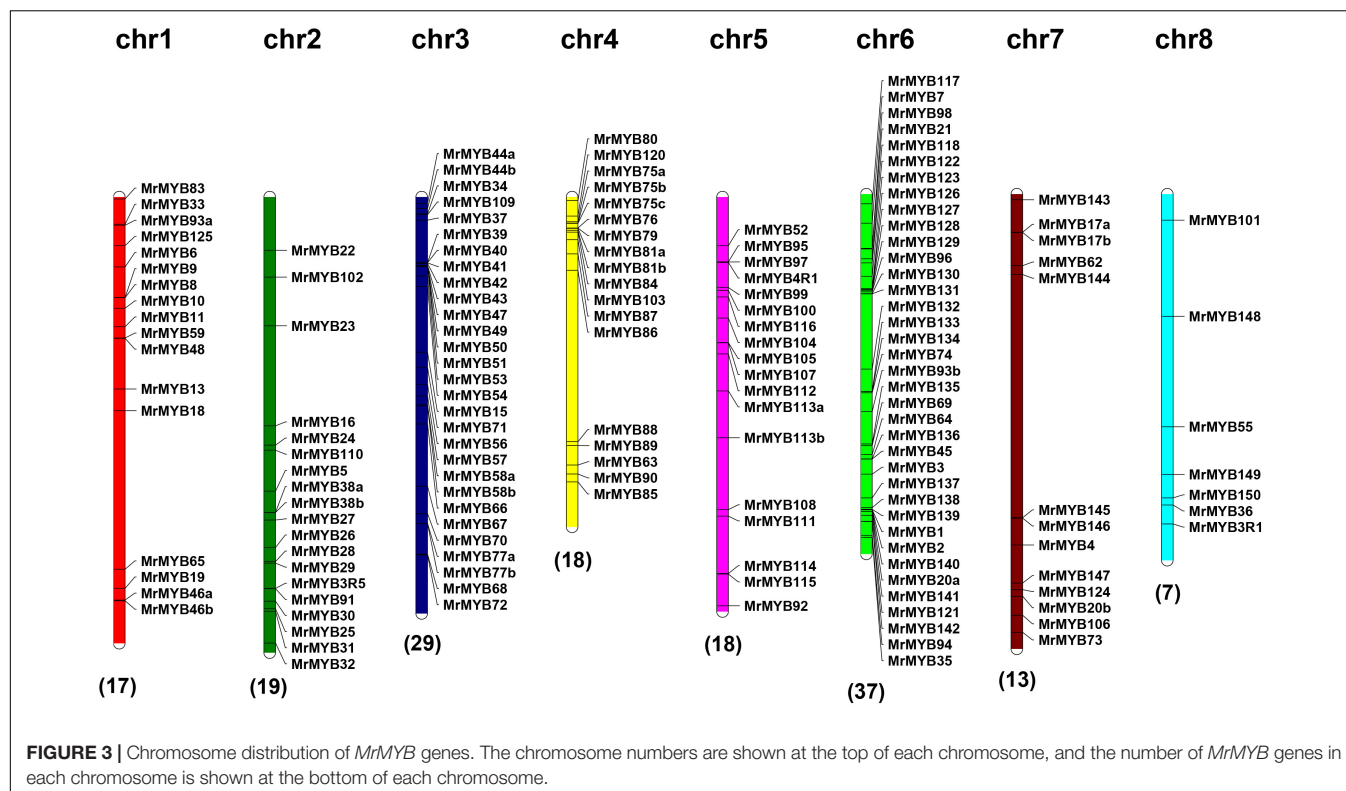 chr1 chr2 chr3 chr4 chr5 chr6 chr7 chr8
MrMYB83
MrMYB33
MrMYB93a
MrMYB125
MrMYB6
MrMYB9
MrMYB8
MrMYB10
MrMYB11
MrMYB59
MrMYB48
MrMYB13
MrMYB18
MrMYB65
MrMYB19
MrMYB46a
MrMYB46b
(17)
MrMYB22
MrMYB102
MrMYB23
MrMYB16
MrMYB24
MrMYB110
MrMYB5
MrMYB38a
MrMYB38b
MrMYB27
MrMYB26
MrMYB28
MrMYB29
MrMYB3R5
MrMYB91
MrMYB30
MrMYB25
MrMYB31
MrMYB32
(19)
MrMYB44a
MrMYB44b
MrMYB34
MrMYB109
MrMYB37
MrMYB39
MrMYB40
MrMYB41
MrMYB42
MrMYB43
MrMYB47
MrMYB49
MrMYB50
MrMYB51
MrMYB53
MrMYB54
MrMYB15
MrMYB71
MrMYB56
MrMYB57
MrMYB58a
MrMYB58b
MrMYB66
MrMYB67
MrMYB70
MrMYB77a
MrMYB77b
MrMYB68
MrMYB72
(29)
MrMYB80
MrMYB120
MrMYB75a
MrMYB75b
MrMYB75c
MrMYB76
MrMYB79
MrMYB81a
MrMYB81b
MrMYB84
MrMYB103
MrMYB87
MrMYB86
MrMYB88
MrMYB89
MrMYB63
MrMYB90
MrMYB85
(18)
MrMYB52
MrMYB95
MrMYB97
MrMYB4R1
MrMYB99
MrMYB100
MrMYB116
MrMYB104
MrMYB105
MrMYB107
MrMYB112
MrMYB113a
MrMYB113b
MrMYB108
MrMYB111
MrMYB114
MrMYB115
MrMYB92
(18)
MrMYB117
MrMYB7
MrMYB98
MrMYB21
MrMYB118
MrMYB122
MrMYB123
MrMYB126
MrMYB127
MrMYB128
MrMYB129
MrMYB96
MrMYB130
MrMYB131
MrMYB132
MrMYB133
MrMYB134
MrMYB74
MrMYB93b
MrMYB135
MrMYB69
MrMYB64
MrMYB136
MrMYB45
MrMYB3
MrMYB137
MrMYB138
MrMYB139
MrMYB1
MrMYB2
MrMYB140
MrMYB20a
MrMYB141
MrMYB121
MrMYB142
MrMYB94
MrMYB35
(37)
MrMYB143
MrMYB17a
MrMYB17b
MrMYB62
MrMYB144
MrMYB145
MrMYB146
MrMYB4
MrMYB147
MrMYB124
MrMYB20b
MrMYB106
MrMYB73
(13)
MrMYB101
MrMYB148
MrMYB55
MrMYB149
MrMYB150
MrMYB36
MrMYB3R1
(7)
FIGURE 3 | Chromosome distribution of MrMYB genes. The chromosome numbers are shown at the top of each chromosome, and the number of MrMYB genes in
each chromosome is shown at the bottom of each chromosome.